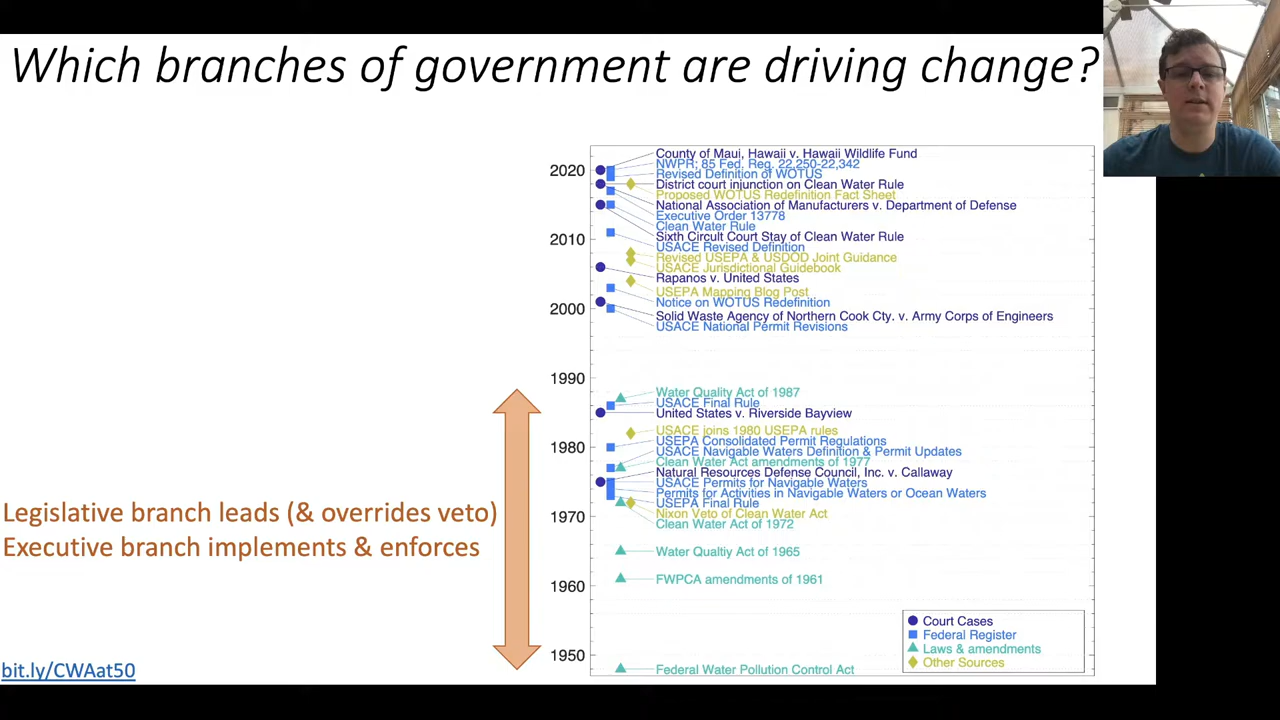 Which branches of government are driving change?
2020
2010
2000
1990
1980
1970
1960
1950
County of Maui, Hawaii v. Hawaii Wildlife Fund
NWPR; 85 Fed. Reg. 22,250-22,342
Revised Definition of WOTUS
District court injunction on Clean Water Rule
Proposed WOTUS Redefinition Fact Sheet
National Association of Manufacturers v. Department of Defense
Executive Order 13778
Clean Water Rule
Sixth Circult Court Stay of Clean Water Rule
USACE Revised Definition
Revised USEPA & USDOD Joint Guidance
USACE Jurisdictional Guidebook
Rapanos v. United States
USEPA Mapping Blog Post
Notice on WOTUS Redefinition
Solid Waste Agency of Northern Cook Cty. v. Army Corps of Engineers
USACE National Permit Revisions
Water Quality Act of 1987
USACE Final Rule
United States v. Riverside Bayview
USACE joins 1980 USEPA rules
USEPA Consolidated Permit Regulations
USACE Navigable Waters Definition & Permit Updates
Clean Water Act amendments of 1977
Natural Resources Defense Council, Inc. v. Callaway
USACE Permits for Navigable Waters
Permits for Activities in Navigable Waters or Ocean Waters
USEPA Final Rule
Nixon Veto of Clean Water Act
Clean Water Act of 1972
Water Qualtiy Act of 1965
FWPCA amendments of 1961
Federal Water Pollution Control Act
Court Cases
Federal Register
Laws & amendments
Other Sources
Legislative branch leads (& overrides veto)
Executive branch implements & enforces
bit.ly/CWAat50